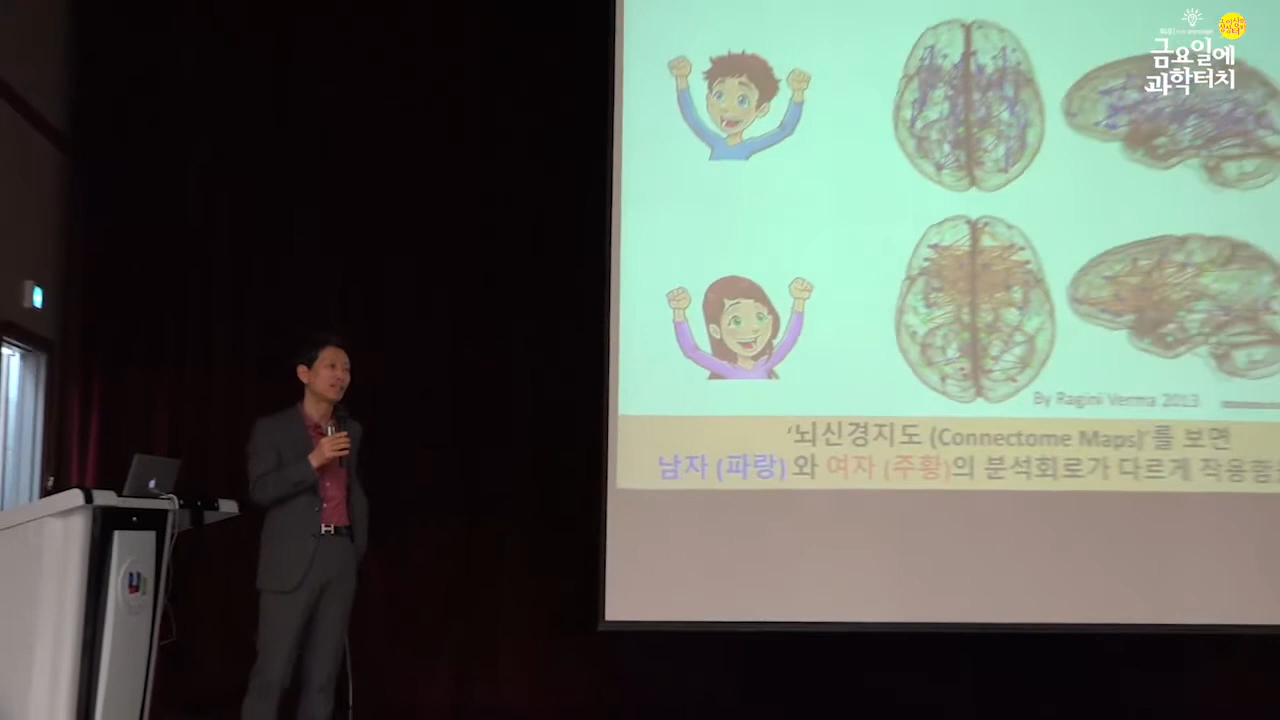 금요일에
과학터치
By Ragini Verma 2013
‘뇌신경지도 (Connectome Maps)’를 보면
남자 (파랑) 와 여자 (주황)의 분석회로가 다르게 작용함